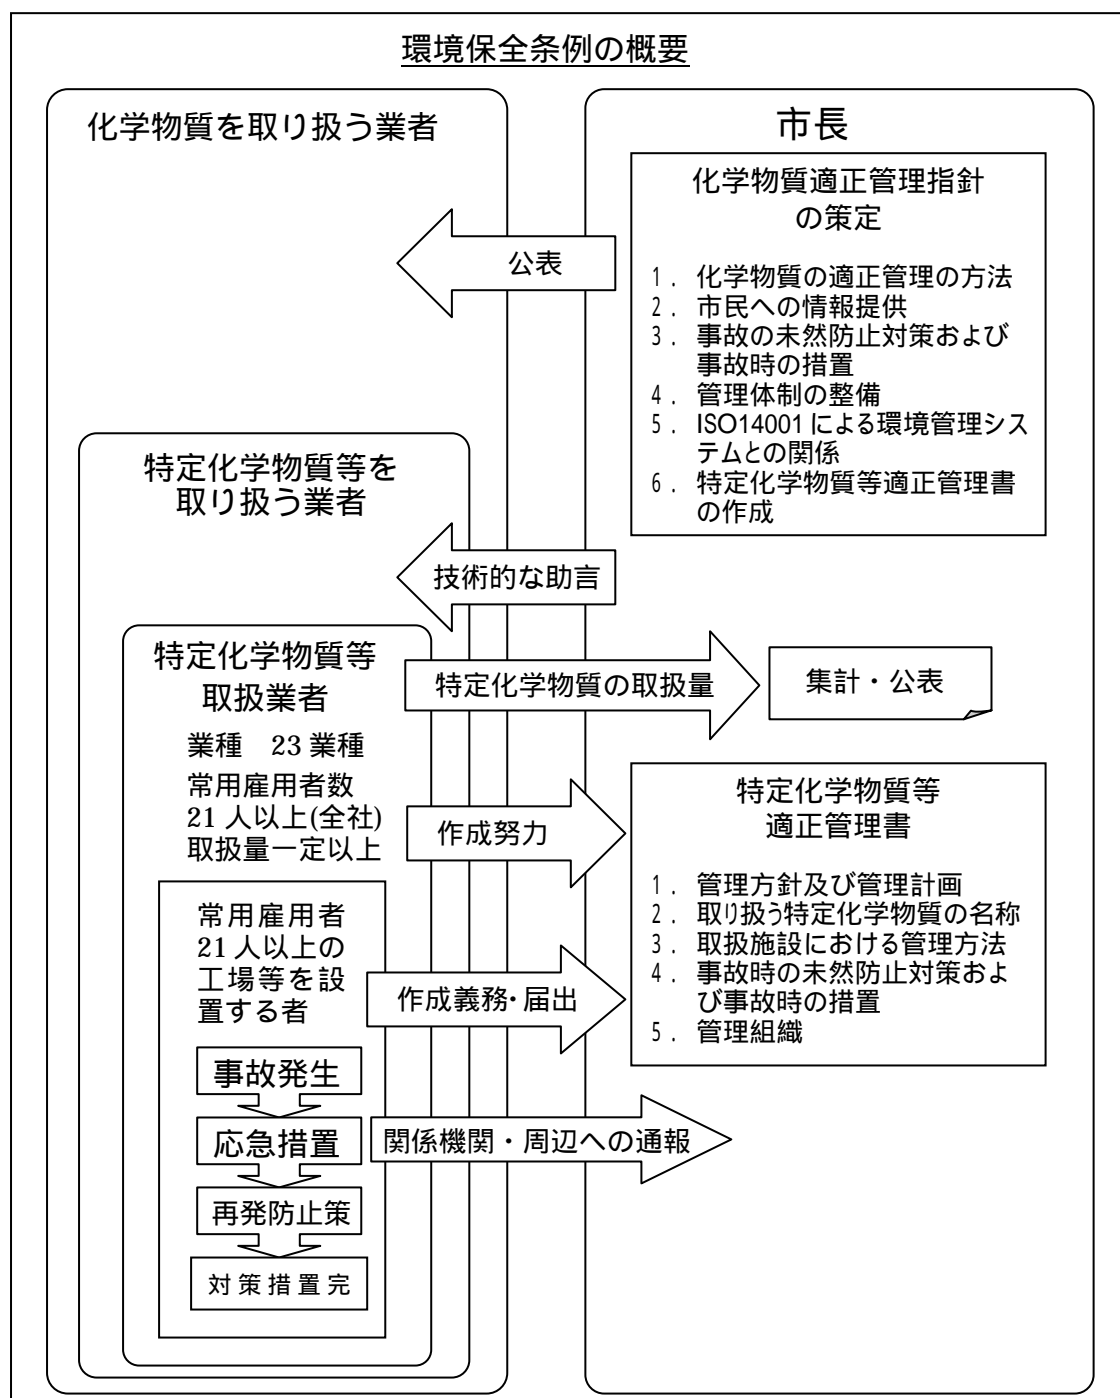 環境保全条例の概要
化学物質を取り扱う業者
市長
化学物質適正管理指針
の策定
1. 化学物質の適正管理の方法
2. 市民への情報提供
3. 事故の未然防止対策および
事故時の措置
4. 管理体制の整備
5. ISO14001による環境管理シス
テムとの関係
6. 特定化学物質等適正管理書
の作成
公表
特定化学物質等を
取り扱う業者
技術的な助言
特定化学物質等
取扱業者
業種 23業種
常用雇用者数
21人以上(全社)
取扱量一定以上
特定化学物質の取扱量
集計・公表
作成努力
特定化学物質等
適正管理書
1. 管理方針及び管理計画
2. 取り扱う特定化学物質の名称
3. 取扱施設における管理方法
4. 事故時の未然防止対策およ
び事故時の措置
5. 管理組織
常用雇用者
21人以上の
工場等を設
置する者
作成義務・届出
事故発生
応急措置
関係機関・周辺への通報
再発防止策
対策措置完